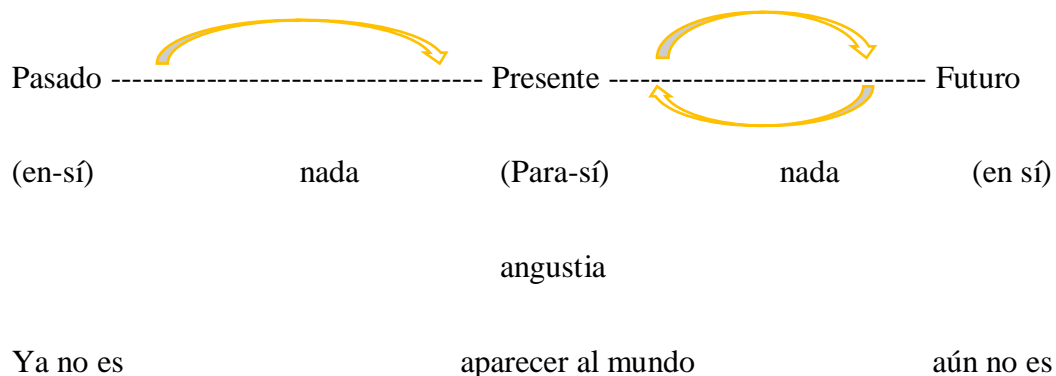 Pasado ----------------------------------- Presente ------------------------------ Futuro
(en-sí) nada (Para-sí) nada (en sí)
angustia
Ya no es aparecer al mundo aún no es